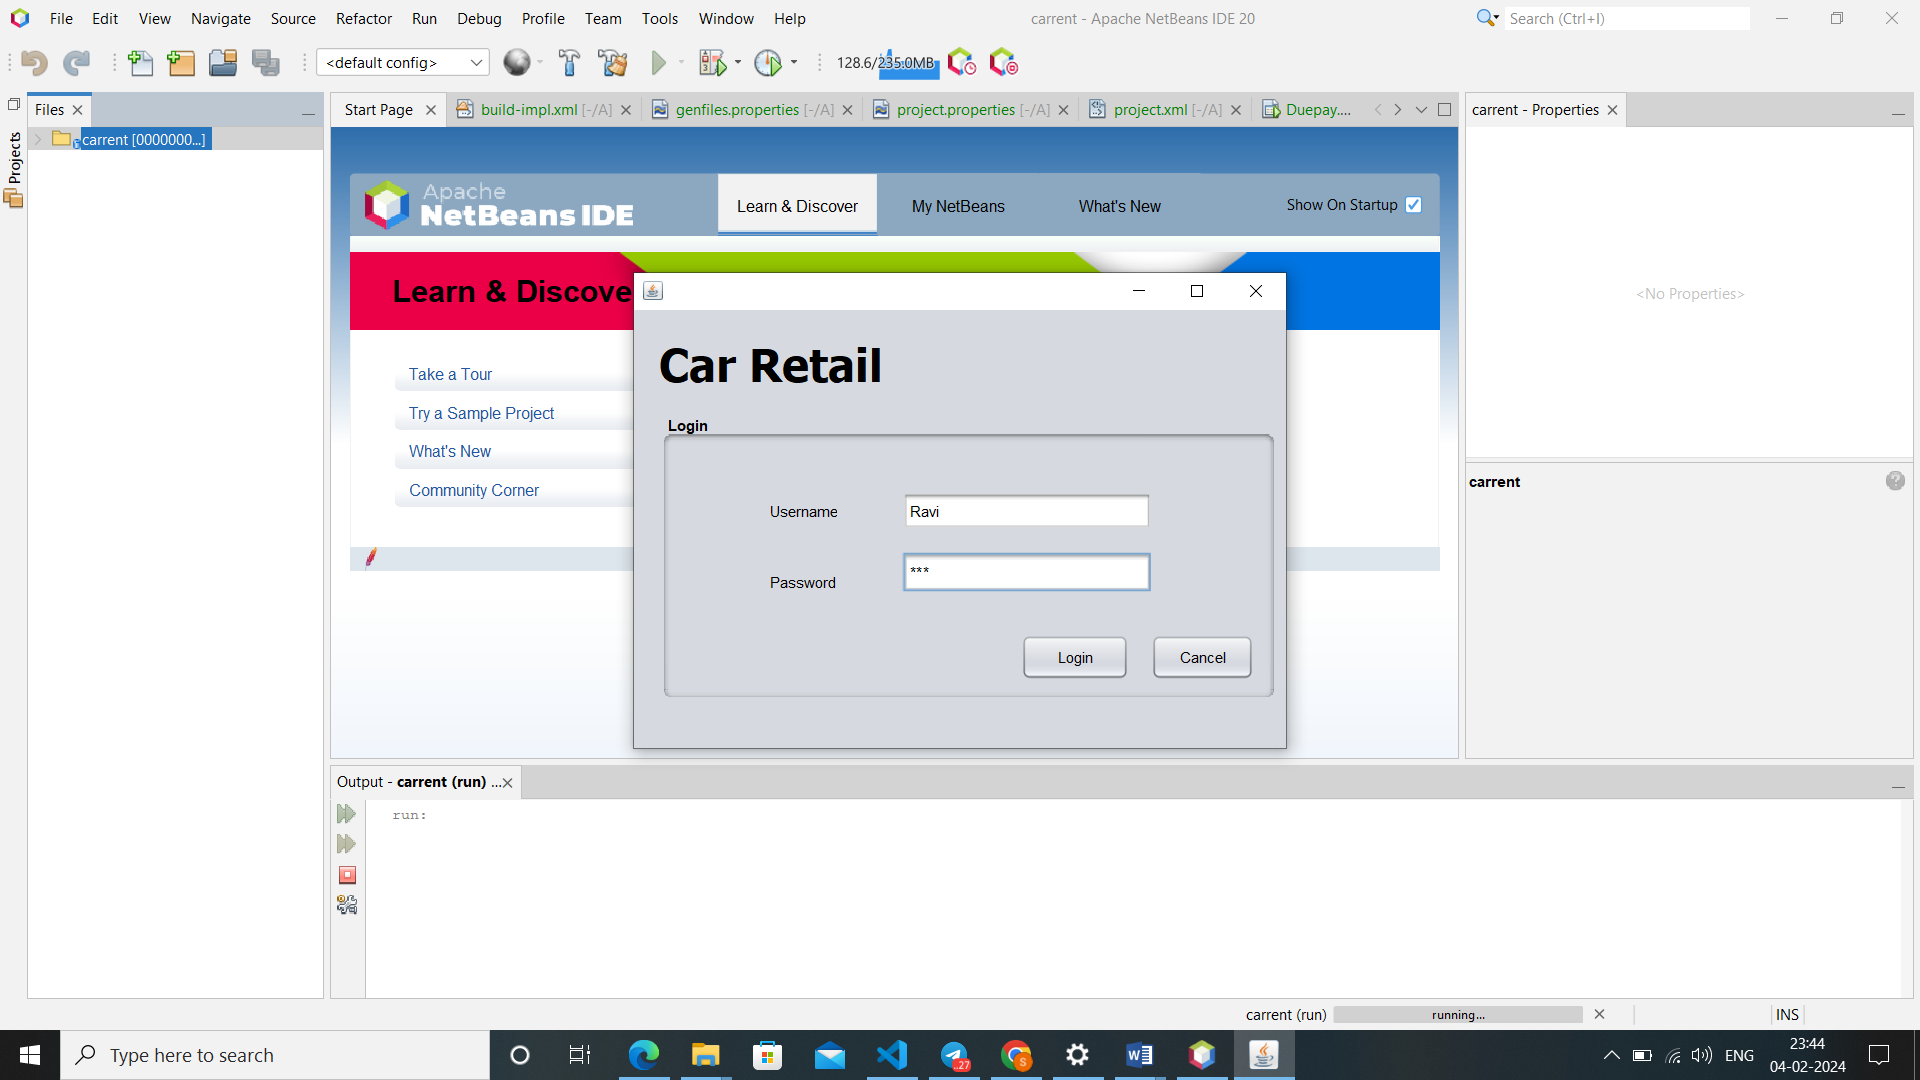 File Edit View Navigate Source Refactor Run Debug Profile Team Tools Window Help
carrent - Apache NetBeans IDE 20
Search (Ctrl+I)
<default config>
128.6/235.0MB
Files
Projects
carrent [0000000...]
Start Page
build-impl.xml [-/A]
genfiles.properties [-/A]
project.properties [-/A]
project.xml [-/A]
Duepay....
Apache
NetBeans IDE
Learn & Discover
My NetBeans
What's New
Show On Startup
Learn & Discove
Take a Tour
Try a Sample Project
What's New
Community Corner
Car Retail
Login
Username
Ravi
Password
***
Login
Cancel
carrent - Properties
<No Properties>
carrent
Output - carrent (run) ...
run:
carrent (run)
running...
INS
Type here to search
..27
S
ENG
23:44
04-02-2024